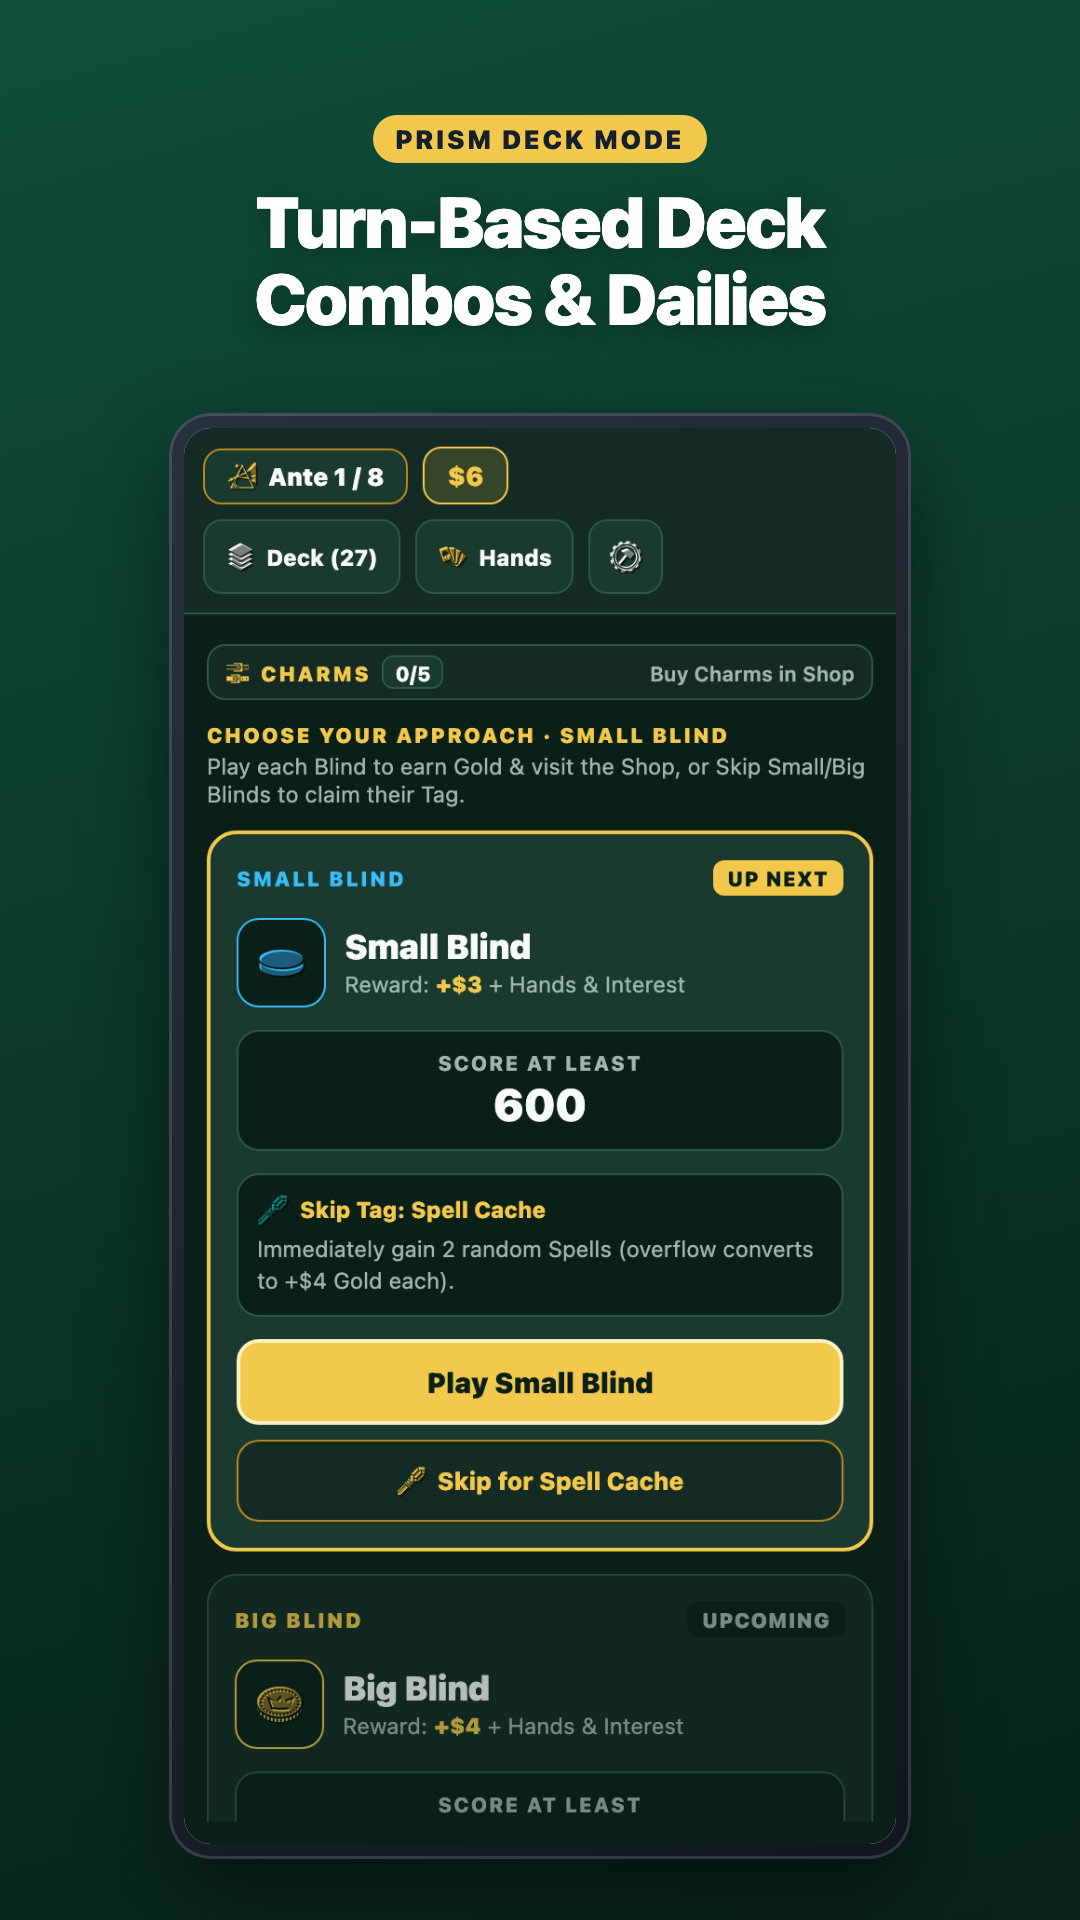 PRISM DECK MODE
Turn-Based Deck
Combos & Dailies
Ante 1 / 8
$6
Deck (27)
Hands
CHARMS 0/5 Buy Charms in Shop
CHOOSE YOUR APPROACH · SMALL BLIND
Play each Blind to earn Gold & visit the Shop, or Skip Small/Big
Blinds to claim their Tag.
SMALL BLIND
UP NEXT
Small Blind
Reward: +$3 + Hands & Interest
SCORE AT LEAST
600
Skip Tag: Spell Cache
Immediately gain 2 random Spells (overflow converts
to +$4 Gold each).
Play Small Blind
Skip for Spell Cache
BIG BLIND
UPCOMING
Big Blind
Reward: +$4 + Hands & Interest
SCORE AT LEAST